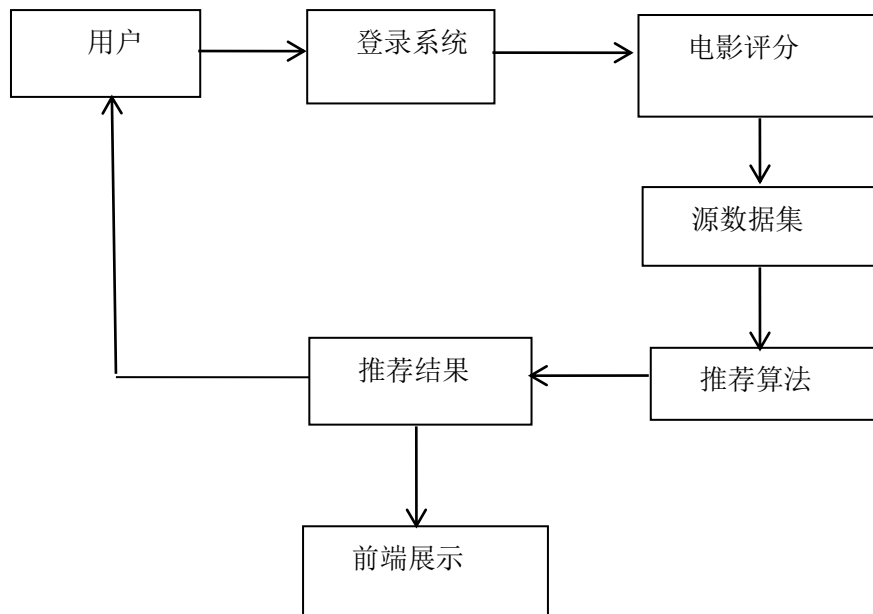 用户
登录系统
电影评分
源数据集
推荐结果
推荐算法
前端展示